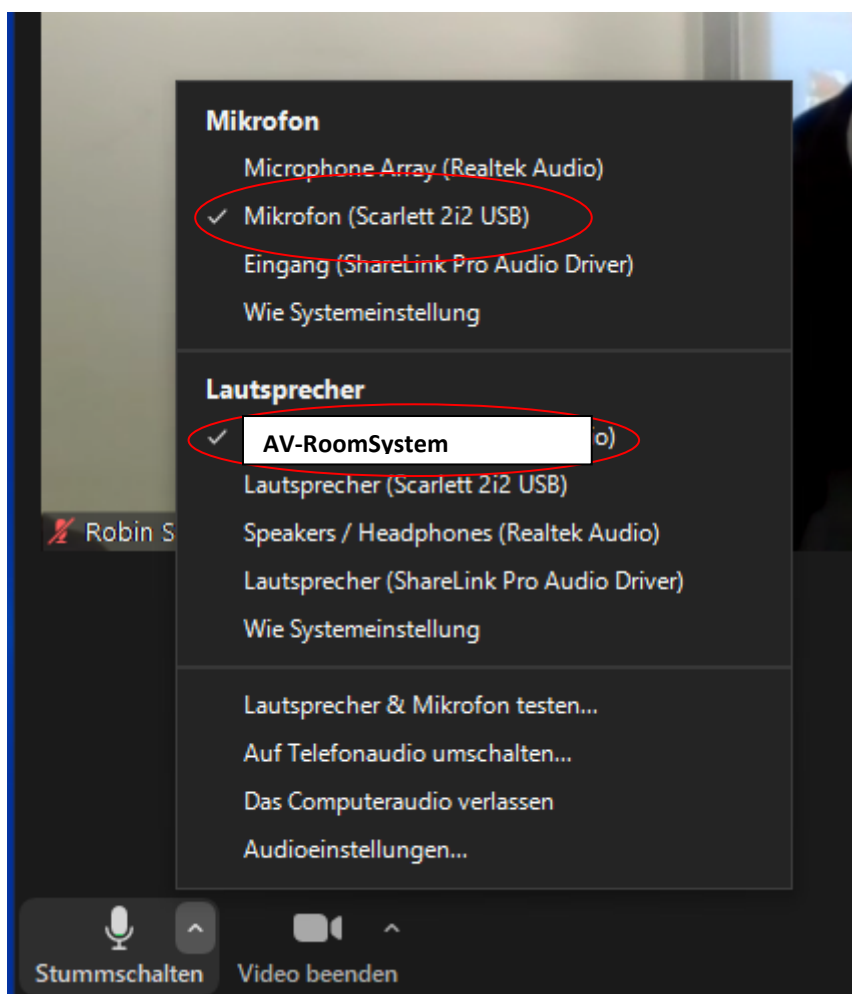 Mikrofon
Microphone Array (Realtek Audio)
Mikrofon (Scarlett 2i2 USB)
Eingang (ShareLink Pro Audio Driver)
Wie Systemeinstellung
Lautsprecher
AV-RoomSystem io)
Lautsprecher (Scarlett 2i2 USB)
Robin S
Speakers / Headphones (Realtek Audio)
Lautsprecher (ShareLink Pro Audio Driver)
Wie Systemeinstellung
Lautsprecher & Mikrofon testen...
Auf Telefonaudio umschalten...
Das Computeraudio verlassen
Audioeinstellungen...
Stummschalten
Video beenden